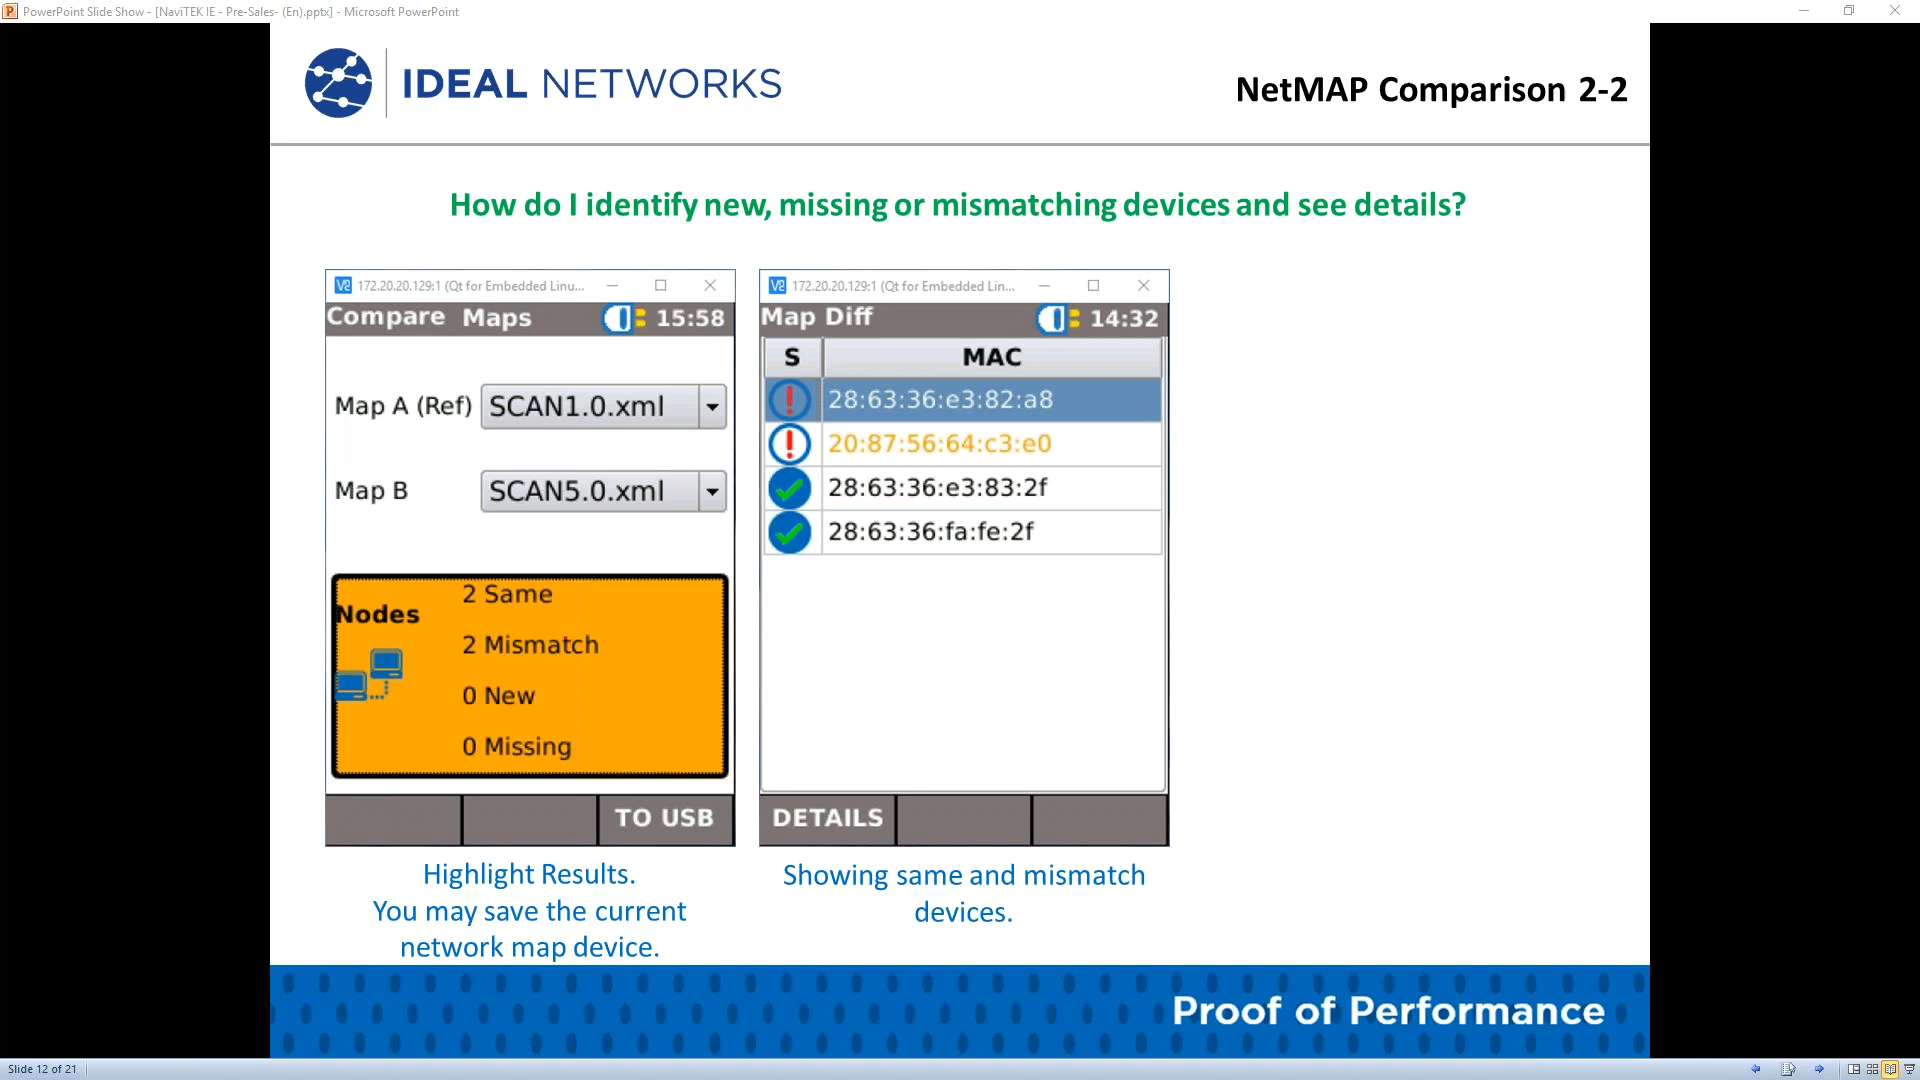 PowerPoint Slide Show - [NaviTEK IE - Pre-Sales- (En).pptx] - Microsoft PowerPoint
IDEAL NETWORKS
NetMAP Comparison 2-2
How do I identify new, missing or mismatching devices and see details?
172.20.20.129:1 (Qt for Embedded Linu...
Compare Maps 15:58
Map A (Ref) SCAN1.0.xml
Map B SCAN5.0.xml
Nodes
2 Same
2 Mismatch
0 New
0 Missing
TO USB
Highlight Results.
You may save the current
network map device.
172.20.20.129:1 (Qt for Embedded Lin...
Map Diff 14:32
S MAC
28:63:36:e3:82:a8
20:87:56:64:c3:e0
28:63:36:e3:83:2f
28:63:36:fa:fe:2f
DETAILS
Showing same and mismatch
devices.
Proof of Performance
Slide 12 of 21